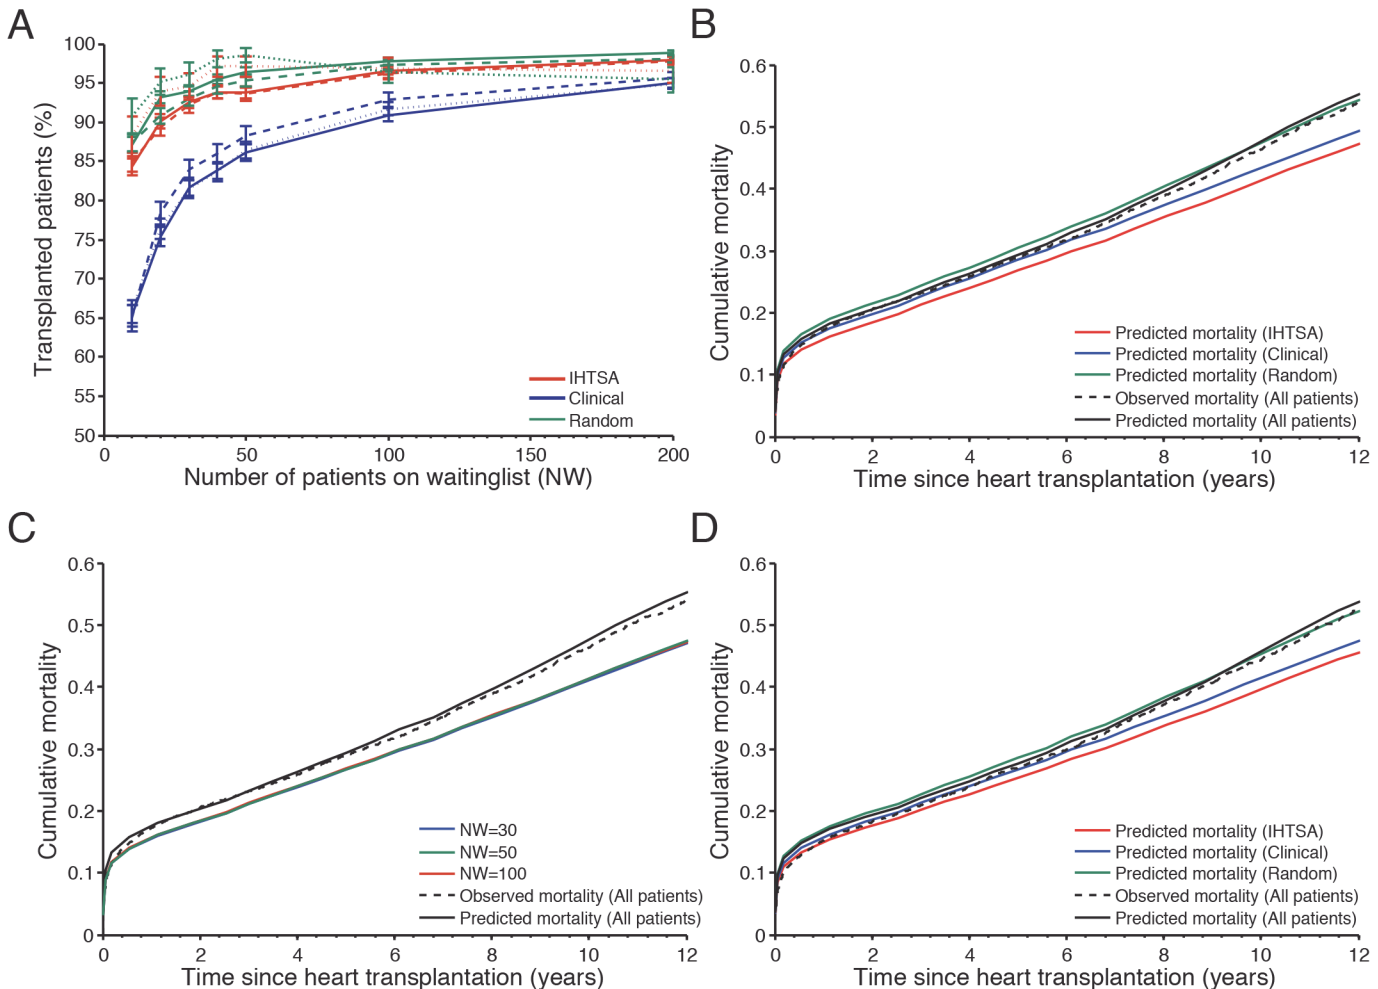 A
Transplanted patients (%)
100
95
90
85
80
75
70
65
60
55
50
0 50 100 150 200
Number of patients on waitinglist (NW)
IHTSA
Clinical
Random
B
Cumulative mortality
0.6
0.5
0.4
0.3
0.2
0.1
0
0 2 4 6 8 10 12
Time since heart transplantation (years)
Predicted mortality (IHTSA)
Predicted mortality (Clinical)
Predicted mortality (Random)
Observed mortality (All patients)
Predicted mortality (All patients)
C
Cumulative mortality
0.6
0.5
0.4
0.3
0.2
0.1
0
0 2 4 6 8 10 12
Time since heart transplantation (years)
NW=30
NW=50
NW=100
Observed mortality (All patients)
Predicted mortality (All patients)
D
Cumulative mortality
0.6
0.5
0.4
0.3
0.2
0.1
0
0 2 4 6 8 10 12
Time since heart transplantation (years)
Predicted mortality (IHTSA)
Predicted mortality (Clinical)
Predicted mortality (Random)
Observed mortality (All patients)
Predicted mortality (All patients)